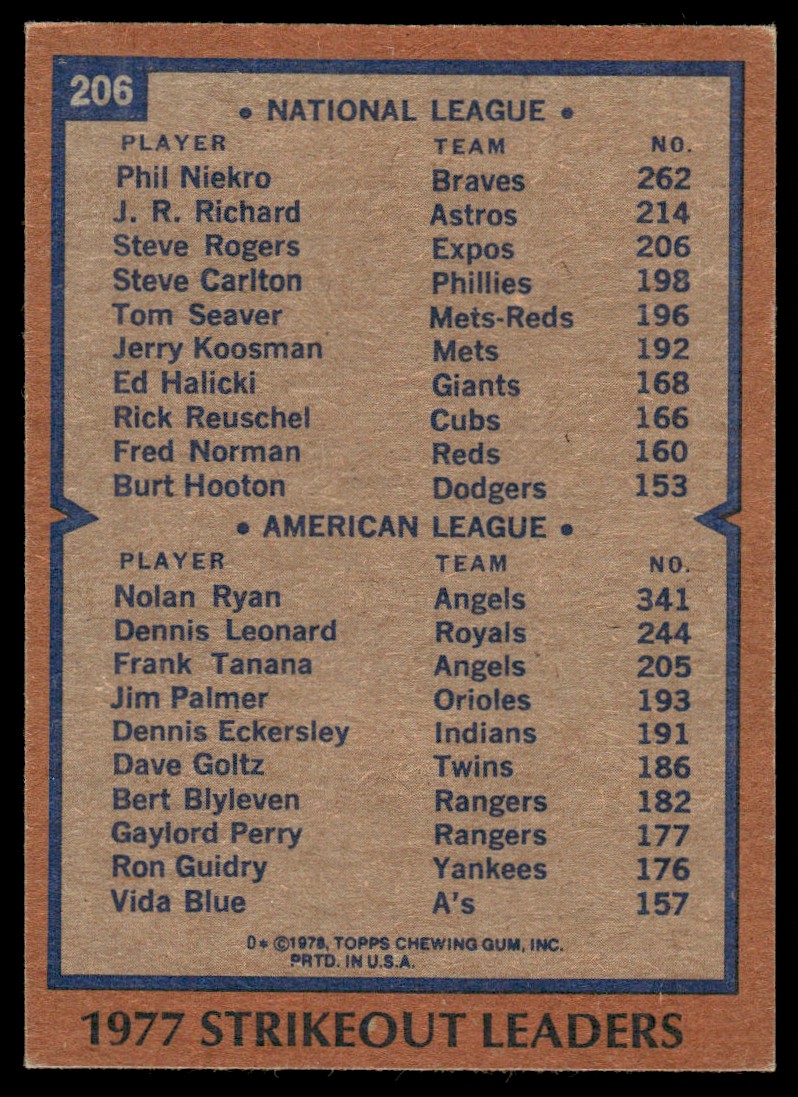 206
• NATIONAL LEAGUE •
PLAYER TEAM NO.
Phil Niekro Braves 262
J. R. Richard Astros 214
Steve Rogers Expos 206
Steve Carlton Phillies 198
Tom Seaver Mets-Reds 196
Jerry Koosman Mets 192
Ed Halicki Giants 168
Rick Reuschel Cubs 166
Fred Norman Reds 160
Burt Hooton Dodgers 153
• AMERICAN LEAGUE •
PLAYER TEAM NO.
Nolan Ryan Angels 341
Dennis Leonard Royals 244
Frank Tanana Angels 205
Jim Palmer Orioles 193
Dennis Eckersley Indians 191
Dave Goltz Twins 186
Bert Blyleven Rangers 182
Gaylord Perry Rangers 177
Ron Guidry Yankees 176
Vida Blue A's 157
D* ©1978, TOPPS CHEWING GUM, INC.
PRTD. IN U.S.A.
1977 STRIKEOUT LEADERS